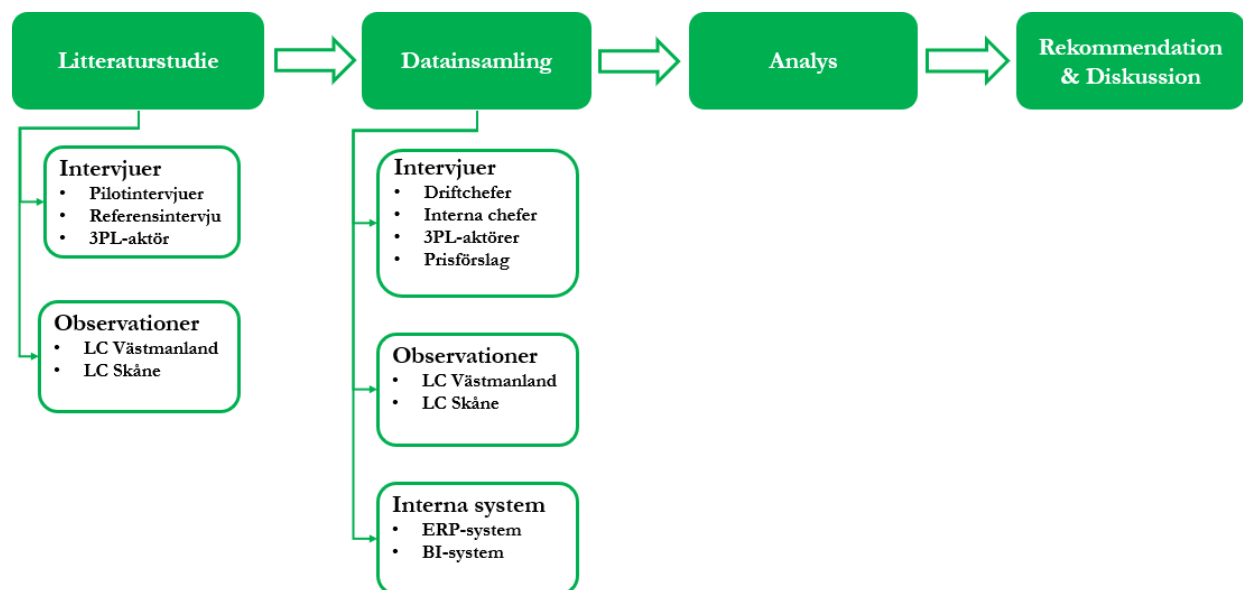 Litteraturstudie
Datainsamling
Analys
Rekommendation
& Diskussion
Intervjuer
• Pilotintervjuer
• Referensintervju
• 3PL-aktör
Observationer
• LC Västmanland
• LC Skåne
Intervjuer
• Driftchefer
• Interna chefer
• 3PL-aktörer
• Prisförslag
Observationer
• LC Västmanland
• LC Skåne
Interna system
• ERP-system
• BI-system